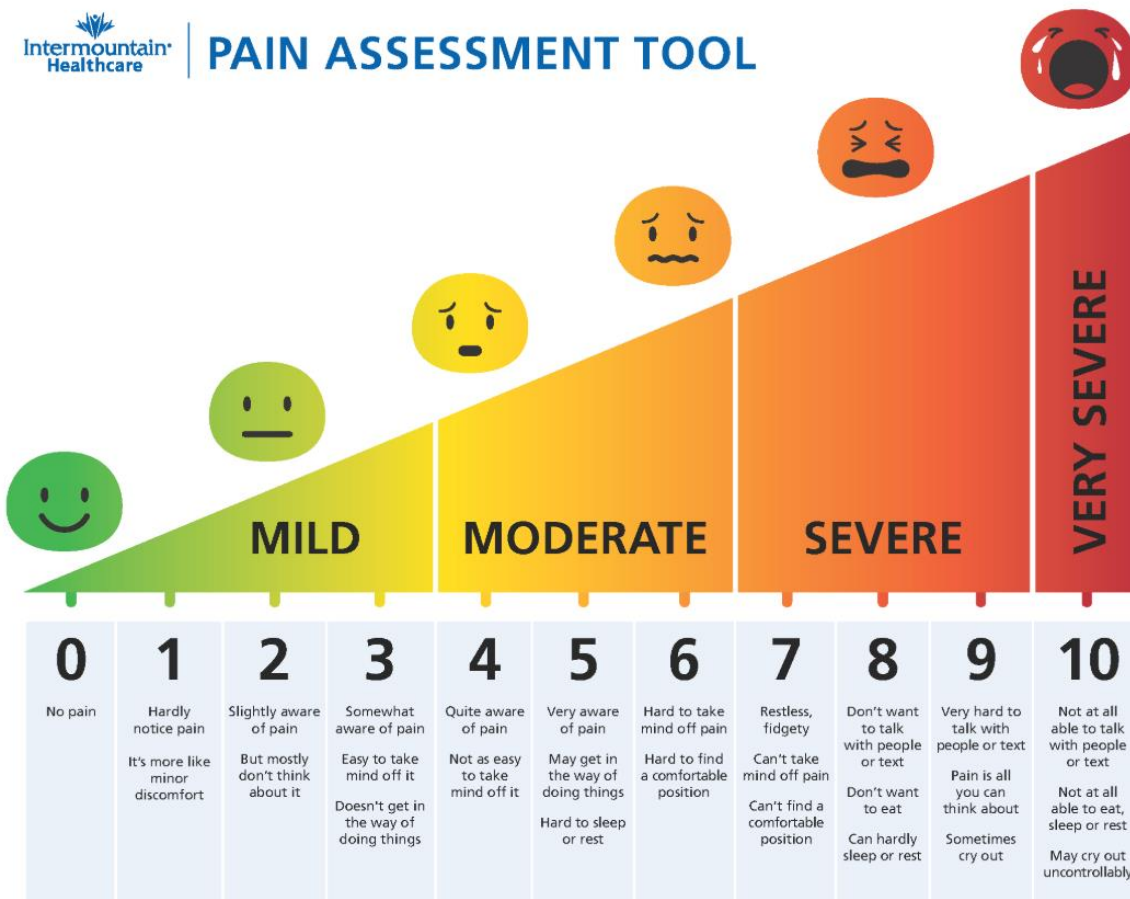 Intermountain®
Healthcare
PAIN ASSESSMENT TOOL
MILD
MODERATE
SEVERE
VERY SEVERE
0
No pain
1
Hardly
notice pain
It's more like
minor
discomfort
2
Slightly aware
of pain
But mostly
don't think
about it
3
Somewhat
aware of pain
Easy to take
mind off it
Doesn't get in
the way of
doing things
4
Quite aware
of pain
Not as easy
to take
mind off it
5
Very aware
of pain
May get in
the way of
doing things
Hard to sleep
or rest
6
Hard to take
mind off pain
Hard to find
a comfortable
position
7
Restless,
fidgety
Can't take
mind off pain
Can't find a
comfortable
position
8
Don't want
to talk
with people
or text
Don't want
to eat
Can hardly
sleep or rest
9
Very hard to
talk with
people or text
Pain is all
you can
think about
Sometimes
cry out
10
Not at all
able to talk
with people
or text
Not at all
able to eat,
sleep or rest
May cry out
uncontrollably